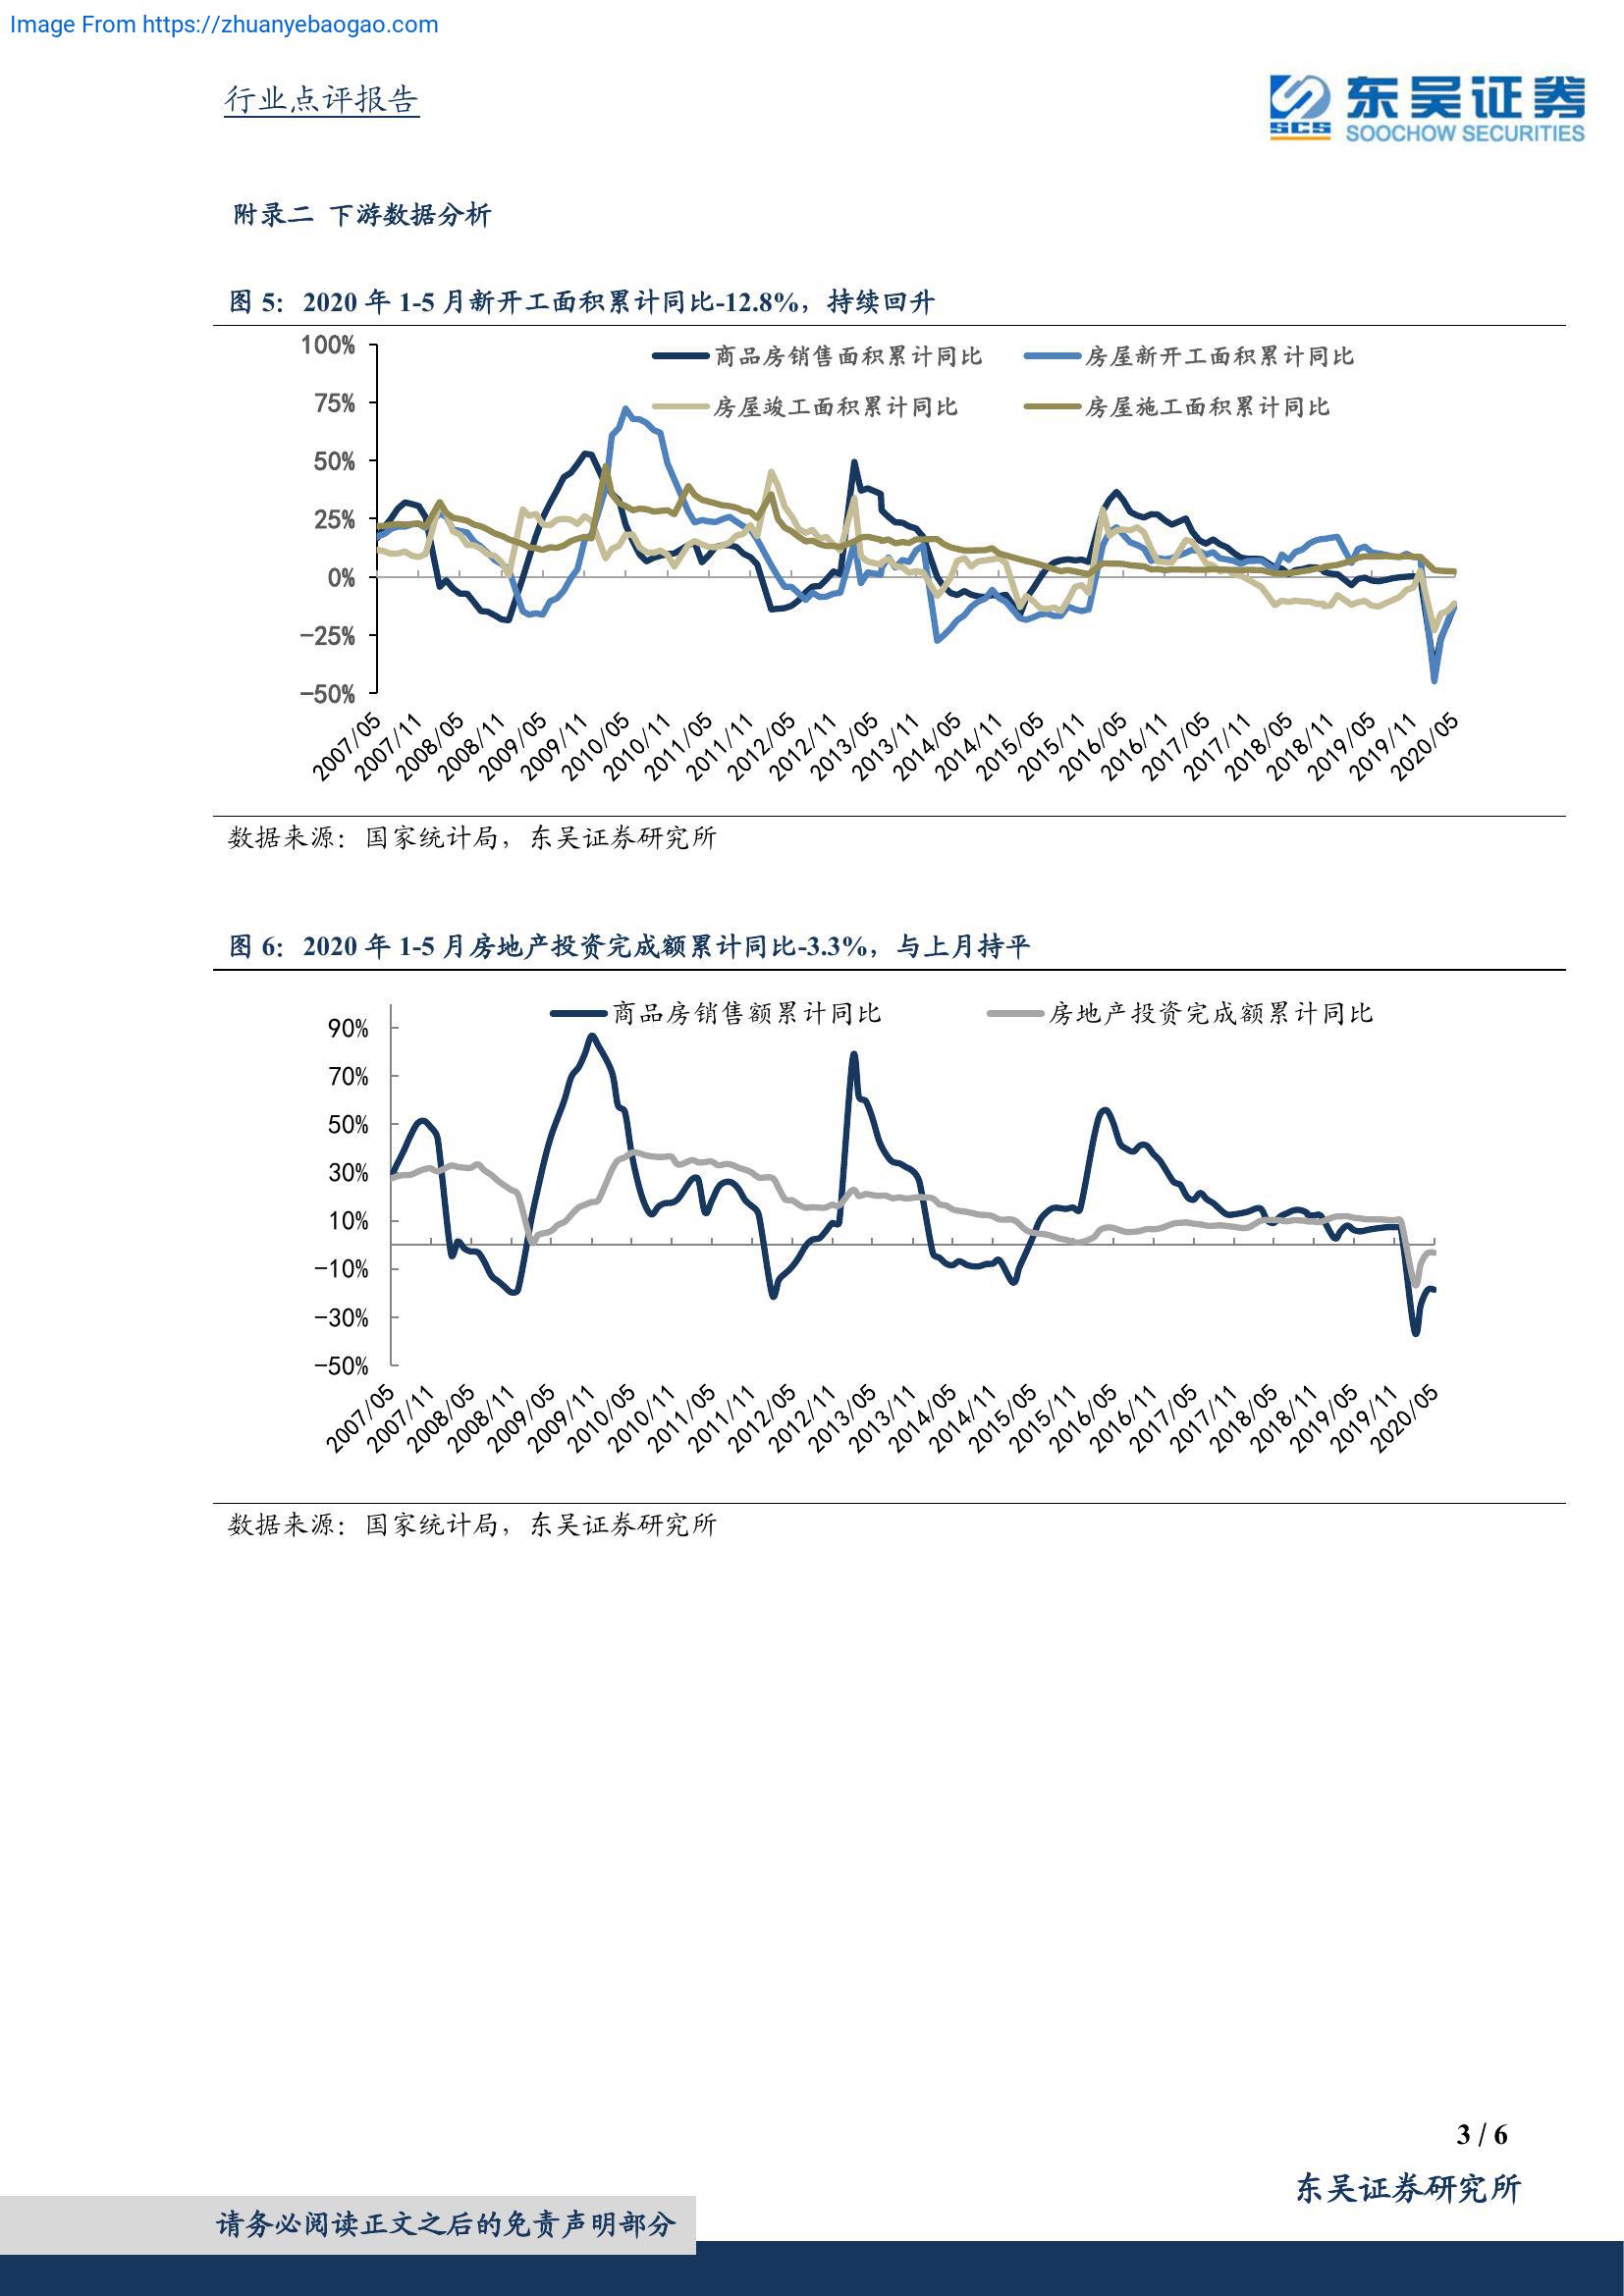 Image From https://zhuanyebaogao.com
行业点评报告
东吴证券
SCS
SOOCHOW SECURITIES
附录二 下游数据分析
图 5: 2020 年 1-5 月新开工面积累计同比-12.8%，持续回升
商品房销售面积累计同比 房屋新开工面积累计同比
房屋竣工面积累计同比 房屋施工面积累计同比
100%
75%
50%
25%
0%
-25%
-50%
2007/05 2007/11 2008/05 2008/11 2009/05 2009/11 2010/05 2010/11 2011/05 2011/11 2012/05 2012/11 2013/05 2013/11 2014/05 2014/11 2015/05 2015/11 2016/05 2016/11 2017/05 2017/11 2018/05 2018/11 2019/05 2019/11 2020/05
数据来源：国家统计局，东吴证券研究所
图 6: 2020 年 1-5 月房地产投资完成额累计同比-3.3%，与上月持平
商品房销售额累计同比 房地产投资完成额累计同比
90%
70%
50%
30%
10%
-10%
-30%
-50%
2007/05 2007/11 2008/05 2008/11 2009/05 2009/11 2010/05 2010/11 2011/05 2011/11 2012/05 2012/11 2013/05 2013/11 2014/05 2014/11 2015/05 2015/11 2016/05 2016/11 2017/05 2017/11 2018/05 2018/11 2019/05 2019/11 2020/05
数据来源：国家统计局，东吴证券研究所
3 / 6
东吴证券研究所
请务必阅读正文之后的免责声明部分